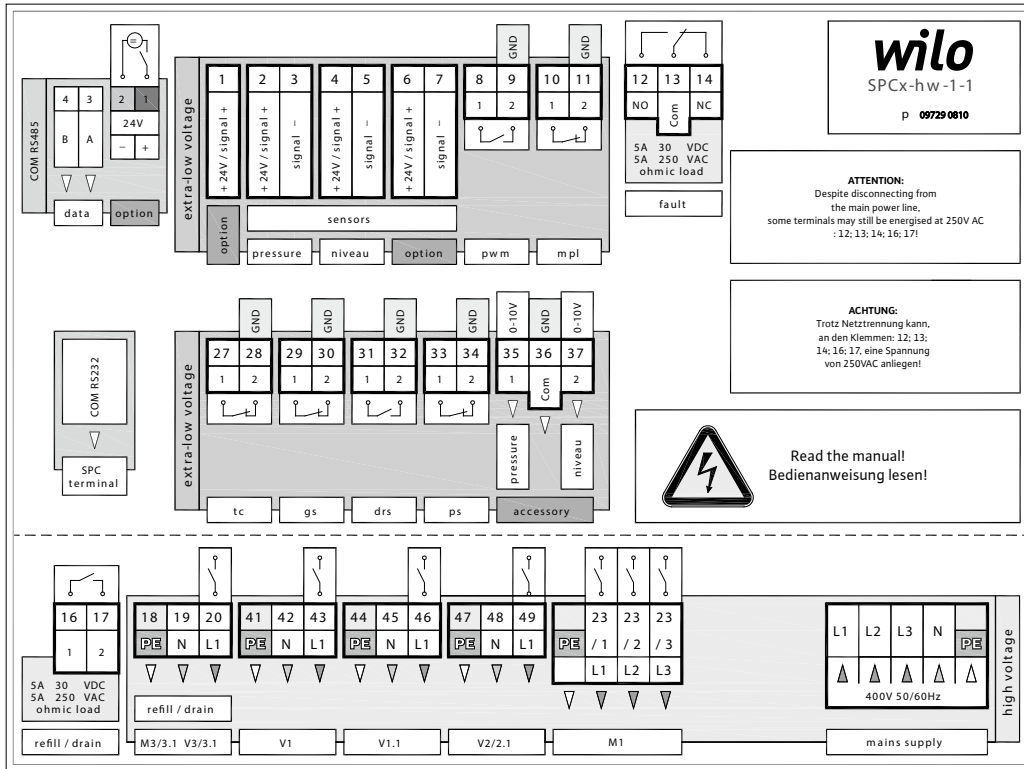 COM RS485
4 3
B A
data
2 1
24V
– +
option
extra-low voltage
1 2 3 4 5 6 7
+ 24V / signal +
+ 24V / signal +
signal –
+ 24V / signal +
signal –
+ 24V / signal +
signal –
option
sensors
pressure niveau option
GND
8 9
1 2
pwm
GND
10 11
1 2
mpl
12 13 14
NO Com NC
5A 30 VDC
5A 250 VAC
ohmic load
fault
wilo
SPCx-hw-1-1
p 09729 0810
ATTENTION:
Despite disconnecting from
the main power line,
some terminals may still be energised at 250V AC
: 12; 13; 14; 16; 17!
ACHTUNG:
Trotz Netztrennung kann,
an den Klemmen: 12; 13;
14; 16; 17, eine Spannung
von 250VAC anliegen!
Read the manual!
Bedienanweisung lesen!
COM RS232
SPC
terminal
extra-low voltage
GND
27 28
1 2
tc
GND
29 30
1 2
gs
GND
31 32
1 2
drs
GND
33 34
1 2
ps
0-10V GND 0-10V
35 36 37
1 Com 2
pressure niveau
accessory
16 17
1 2
5A 30 VDC
5A 250 VAC
ohmic load
refill / drain
18 19 20
PE N L1
refill / drain
M3/3.1 V3/3.1
41 42 43
PE N L1
V1
44 45 46
PE N L1
V1.1
47 48 49
PE N L1
V2/2.1
23 23 23
PE / 1 / 2 / 3
L1 L2 L3
M1
L1 L2 L3 N PE
400V 50/60Hz
mains supply
high voltage